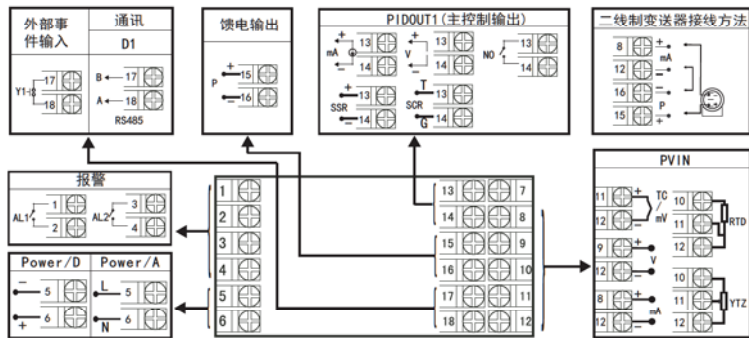 外部事件输入
通讯
D1
Y1
17
18
B
17
A
18
RS485
馈电输出
P
+
15
-
16
PIDOUT1(主控制输出)
+
mA
-
13
14
+
V
-
13
14
NO
13
14
SSR
+
13
-
14
SCR
T
13
G
14
二线制变送器接线方法
8
+
mA
12
-
16
-
P
15
+
报警
AL1
1
2
AL2
3
4
Power/D
Power/A
-
5
+
6
L
5
N
6
1
2
3
4
5
6
13
7
14
8
15
9
16
10
17
11
18
12
PVIN
11
+
TC
/
mV
12
-
9
+
V
12
-
8
+
mA
12
-
10
11
12
RTD
10
11
12
YTZ